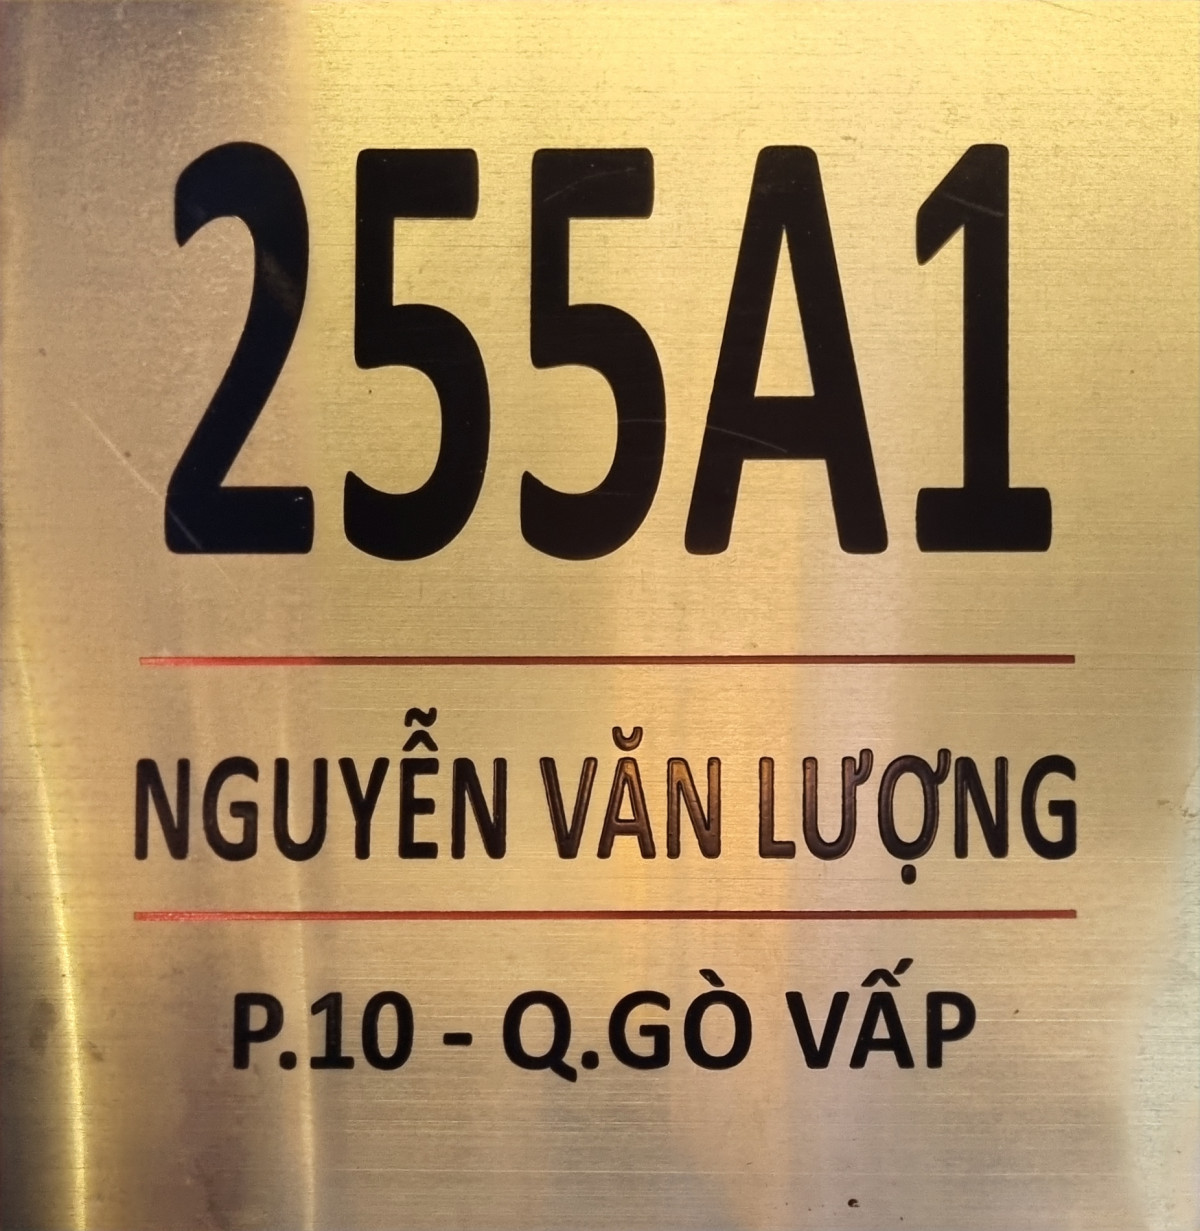 255A1
NGUYỄN VĂN LƯỢNG
P.10 - Q.GÒ VẤP